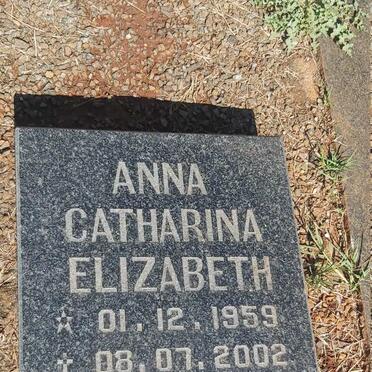 ANNA
CATHARINA
ELIZABETH
☆ 01.12.1959
† 08.07.2002